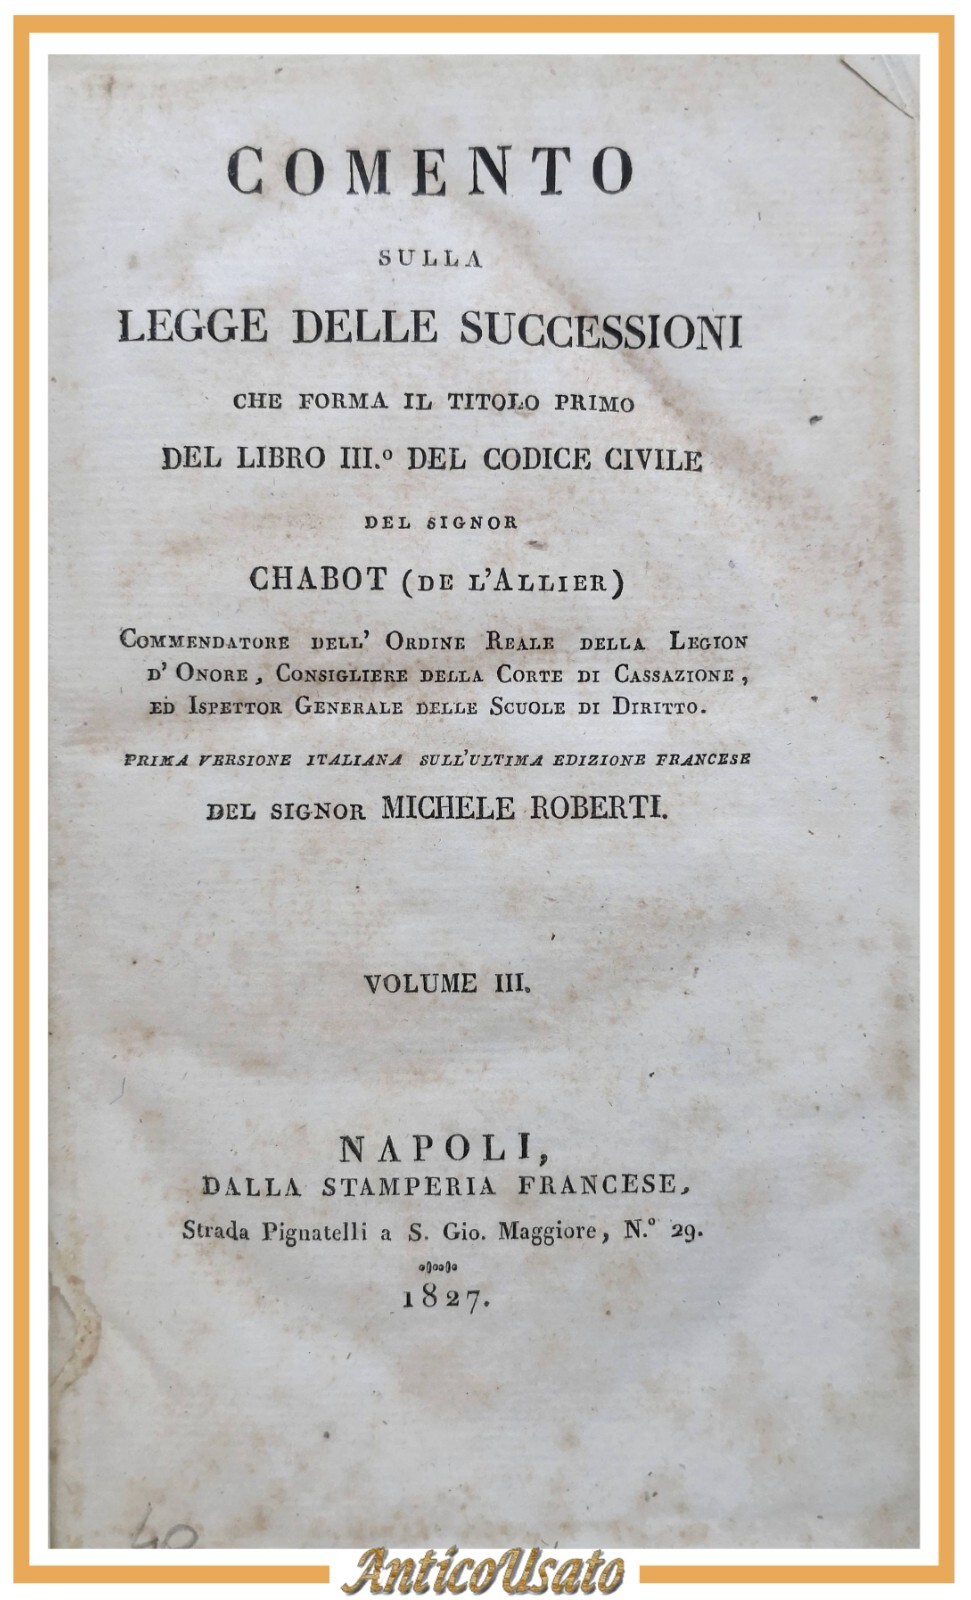 COMENTO
SULLA
LEGGE DELLE SUCCESSIONI
CHE FORMA IL TITOLO PRIMO
DEL LIBRO III.º DEL CODICE CIVILE
DEL SIGNOR
CHABOT (DE L'ALLIER)
COMMENDATORE DELL' ORDINE REALE DELLA LEGION
D' ONORE, CONSIGLIERE DELLA CORTE DI CASSAZIONE,
ED ISPETTOR GENERALE DELLE SCUOLE DI DIRITTO.
PRIMA VERSIONE ITALIANA SULL'ULTIMA EDIZIONE FRANCESE
DEL SIGNOR MICHELE ROBERTI.
VOLUME III.
NAPOLI,
DALLA STAMPERIA FRANCESE,
Strada Pignatelli a S. Gio. Maggiore, N.º 29.
1827.
40
AnticoUsato